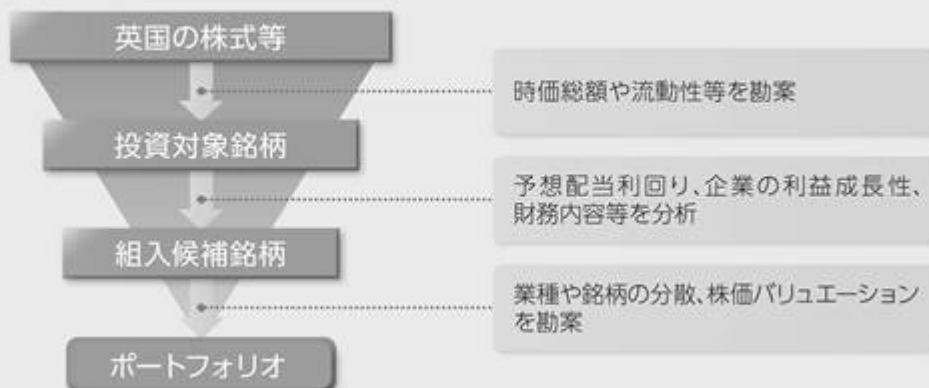 英国の株式等
時価総額や流動性等を勘案
投資対象銘柄
予想配当利回り、企業の利益成長性、
財務内容等を分析
組入候補銘柄
業種や銘柄の分散、株価バリュエーション
を勘案
ポートフォリオ